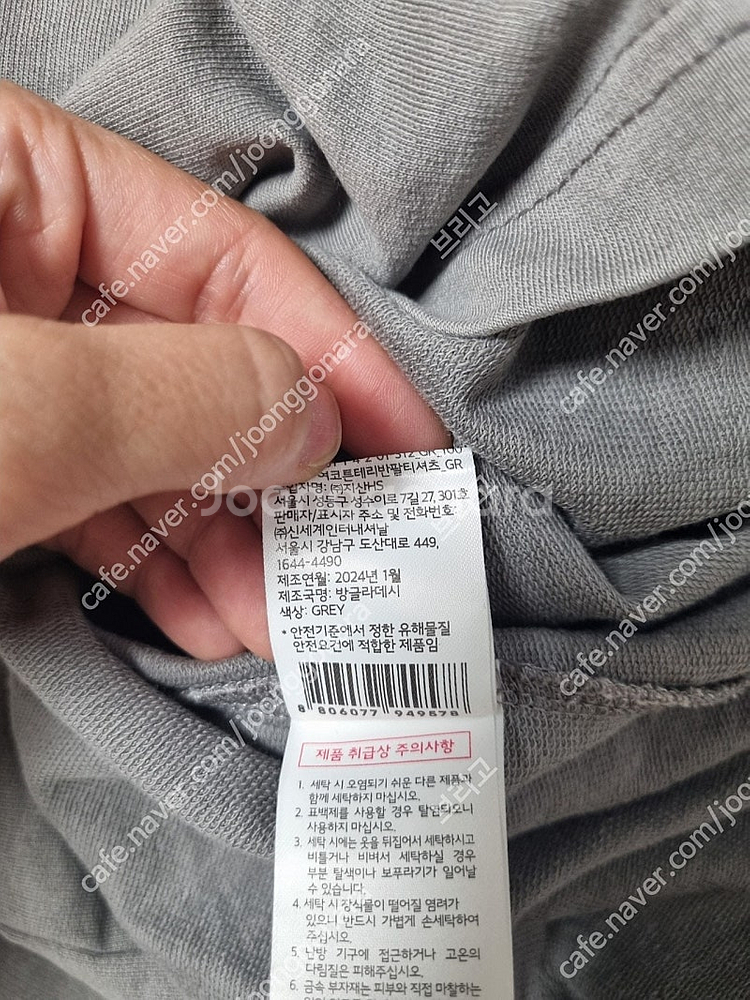 여코튼테리반팔티셔츠_GR
(주)지산HS
서울시 성동구 성수이로 7길 27, 301호
판매자/표시자 주소 및 전화번호:
(주)신세계인터내셔날
서울시 강남구 도산대로 449,
1644-4490
제조연월: 2024년 1월
제조국명: 방글라데시
색상: GREY
* 안전기준에서 정한 유해물질
안전요건에 적합한 제품임
8 806077 949578
제품 취급상 주의사항
1. 세탁 시 오염되기 쉬운 다른 제품과
함께 세탁하지 마십시오.
2. 표백제를 사용할 경우 탈색되오니
사용하지 마십시오.
3. 세탁 시에는 옷을 뒤집어서 세탁하시고
비틀거나 비벼서 세탁하실 경우
부분 탈색이나 보푸라기가 일어날
수 있습니다.
4. 세탁 시 장식물이 떨어질 염려가
있으니 반드시 가볍게 손세탁하여
주십시오.
5. 난방 기구에 접근하거나 고온의
다림질은 피해주십시오.
6. 금속 부자재는 피부와 직접 마찰하는
Joonggonara
브리고
브리고
cafe.naver.com/joonggonara
cafe.naver.com/joonggonara
cafe.naver.com/joonggonara
cafe.naver.com/joonggonara
cafe.naver.com/joonggonara
cafe.naver.com/joonggonara